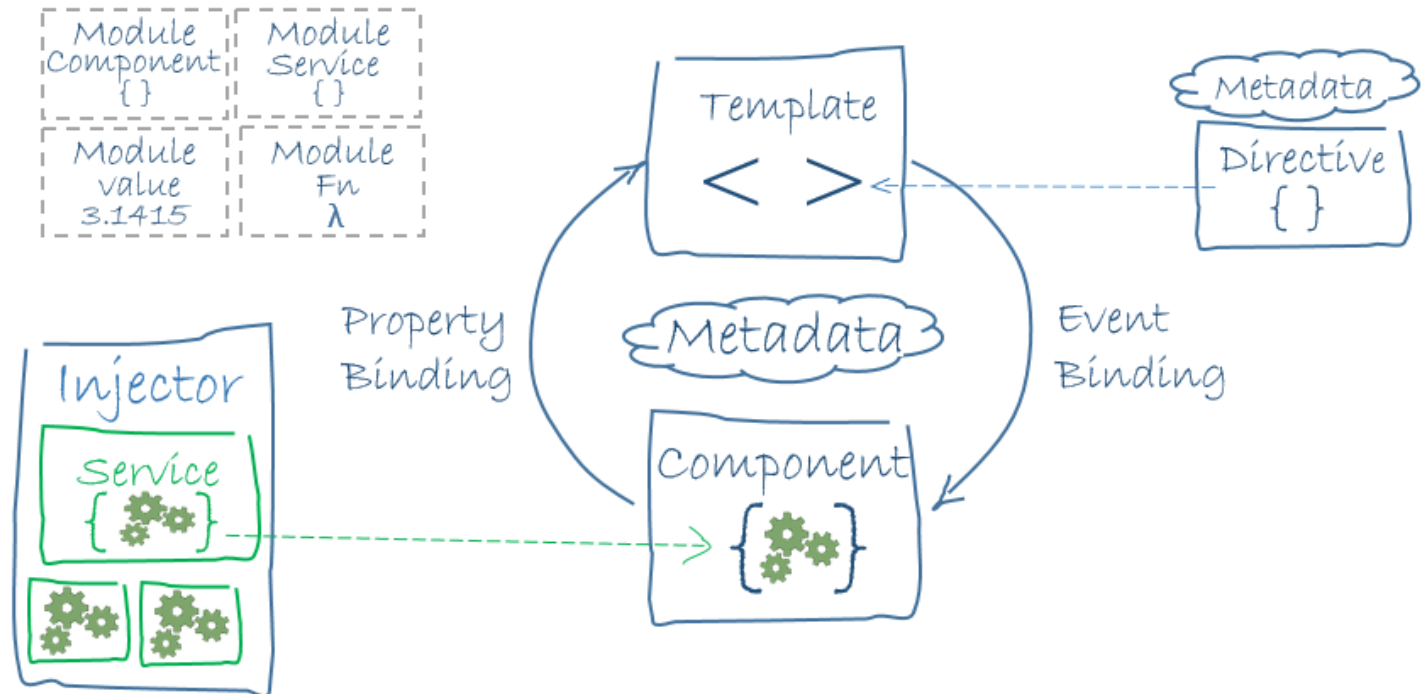 Module
Component
{ }
Module
Service
{ }
Module
value
3.1415
Module
Fn
λ
Template
< >
Metadata
Directive
{ }
Property
Binding
Metadata
Event
Binding
Injector
Service
{ }
Component
{ }